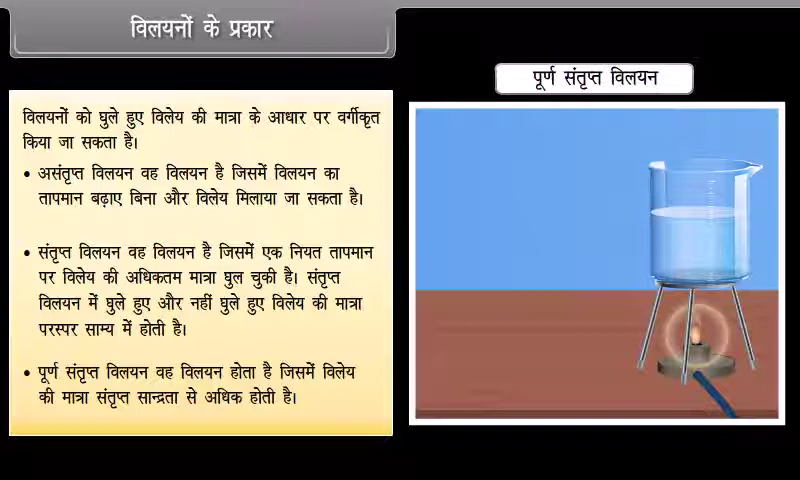 विलयनों के प्रकार
विलयनों को घुले हुए विलेय की मात्रा के आधार पर वर्गीकृत
किया जा सकता है।
• असंतृप्त विलयन वह विलयन है जिसमें विलयन का
तापमान बढ़ाए बिना और विलेय मिलाया जा सकता है।
• संतृप्त विलयन वह विलयन है जिसमें एक नियत तापमान
पर विलेय की अधिकतम मात्रा घुल चुकी है। संतृप्त
विलयन में घुले हुए और नहीं घुले हुए विलेय की मात्रा
परस्पर साम्य में होती है।
• पूर्ण संतृप्त विलयन वह विलयन होता है जिसमें विलेय
की मात्रा संतृप्त सान्द्रता से अधिक होती है।
पूर्ण संतृप्त विलयन